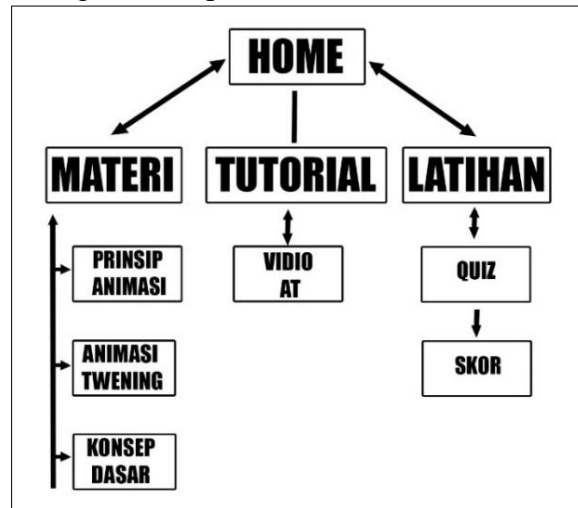 HOME
MATERI
TUTORIAL
LATIHAN
PRINSIP
ANIMASI
VIDIO
AT
QUIZ
ANIMASI
TWENING
SKOR
KONSEP
DASAR